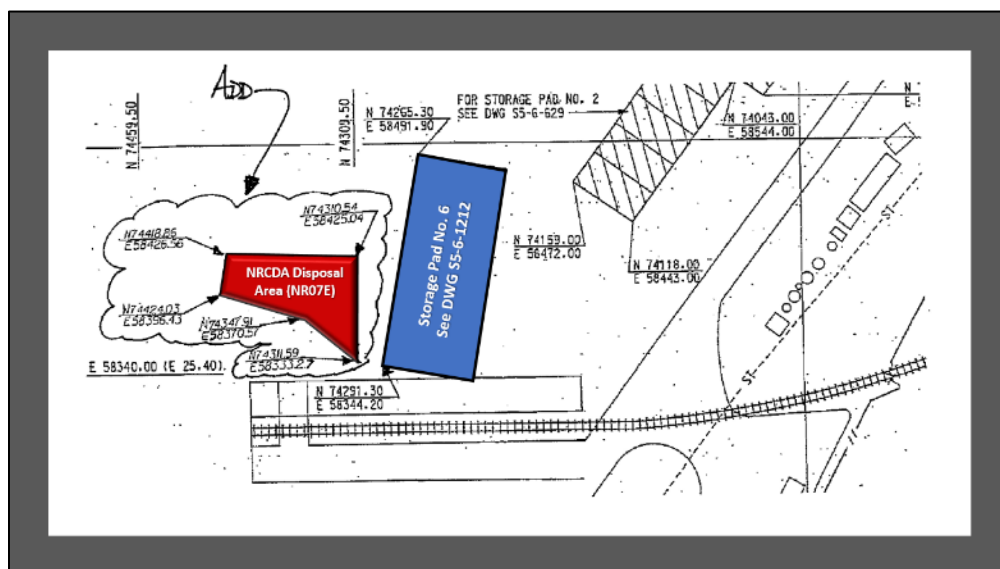 ADD
N 74459.50
N 74309.50
N 74265.30
E 58491.90
FOR STORAGE PAD NO. 2
SEE DWG S5-6-629
N 74043.00
E 58544.00
N
E
N74310.54
E58425.04
N74418.86
E58426.56
NRCDA Disposal
Area (NR07E)
Storage Pad No. 6
See DWG S5-6-1212
N 74159.00
E 56472.00
N 74118.00
E 58443.00
ST
N74424.03
E58396.43
N74347.91
E58370.57
N74311.59
E58333.27
E 58340.00 (E 25.40)
N 74291.30
E 58344.20
ST